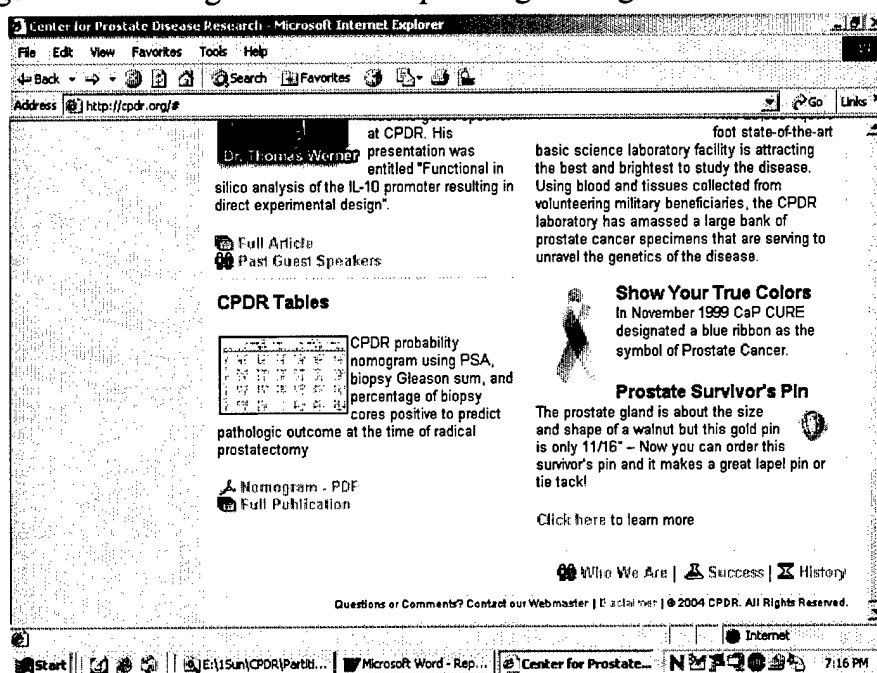 Center for Prostate Disease Research - Microsoft Internet Explorer
File Edit View Favorites Tools Help
Back Search Favorites
Address http://cpdr.org/# Go Links
at CPDR. His
presentation was
entitled "Functional in
silico analysis of the IL-10 promoter resulting in
direct experimental design".
Dr. Thomas Werner
Full Article
Past Guest Speakers
CPDR Tables
CPDR probability
nomogram using PSA,
biopsy Gleason sum, and
percentage of biopsy
cores positive to predict
pathologic outcome at the time of radical
prostatectomy
Nomogram - PDF
Full Publication
foot state-of-the-art
basic science laboratory facility is attracting
the best and brightest to study the disease.
Using blood and tissues collected from
volunteering military beneficiaries, the CPDR
laboratory has amassed a large bank of
prostate cancer specimens that are serving to
unravel the genetics of the disease.
Show Your True Colors
In November 1999 CaP CURE
designated a blue ribbon as the
symbol of Prostate Cancer.
Prostate Survivor's Pin
The prostate gland is about the size
and shape of a walnut but this gold pin
is only 11/16" – Now you can order this
survivor's pin and it makes a great lapel pin or
tie tack!
Click here to learn more
Who We Are | Success | History
Questions or Comments? Contact our Webmaster | Disclaimer | © 2004 CPDR. All Rights Reserved.
Internet
Start E:\1Sun\CPDR\Partiti... Microsoft Word - Rep... Center for Prostate... 7:16 PM